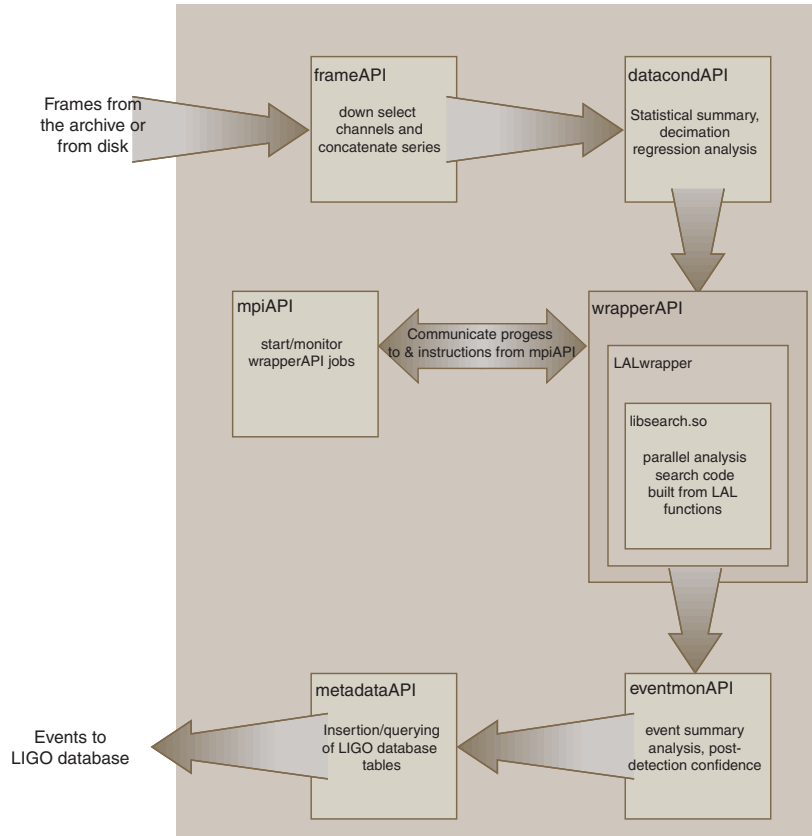 Frames from
the archive or
from disk
frameAPI
down select
channels and
concatenate series
datacondAPI
Statistical summary,
decimation
regression analysis
mpiAPI
start/monitor
wrapperAPI jobs
Communicate progess
to & instructions from mpiAPI
wrapperAPI
LALwrapper
libsearch.so
parallel analysis
search code
built from LAL
functions
eventmonAPI
event summary
analysis, post-
detection confidence
metadataAPI
Insertion/querying
of LIGO database
tables
Events to
LIGO database